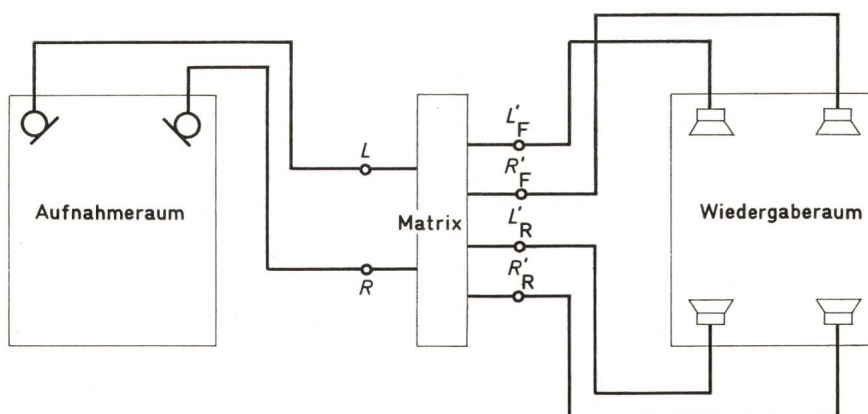 Aufnahmeraum
L
R
Matrix
L'F
R'F
L'R
R'R
Wiedergaberaum